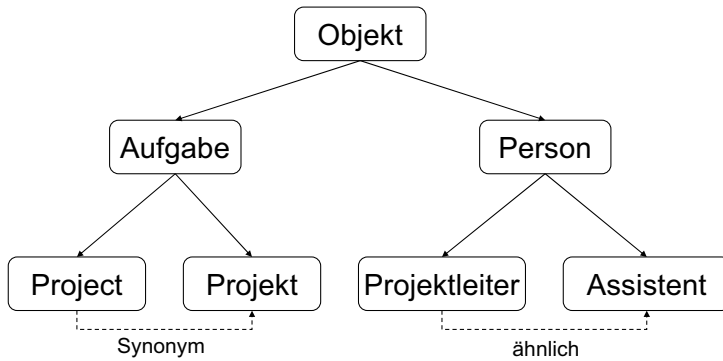 Objekt
Aufgabe
Person
Project
Projekt
Projektleiter
Assistent
Synonym
ähnlich